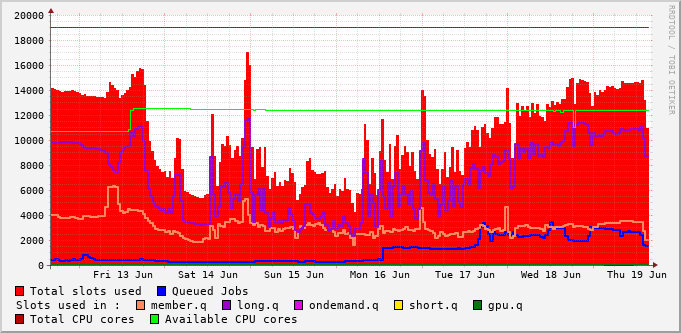 20000
18000
16000
14000
12000
10000
8000
6000
4000
2000
0
Fri 13 Jun Sat 14 Jun Sun 15 Jun Mon 16 Jun Tue 17 Jun Wed 18 Jun Thu 19 Jun
Total slots used Queued Jobs
Slots used in : member.q long.q ondemand.q short.q gpu.q
Total CPU cores Available CPU cores
RRDTOOL / TOBI OETIKER